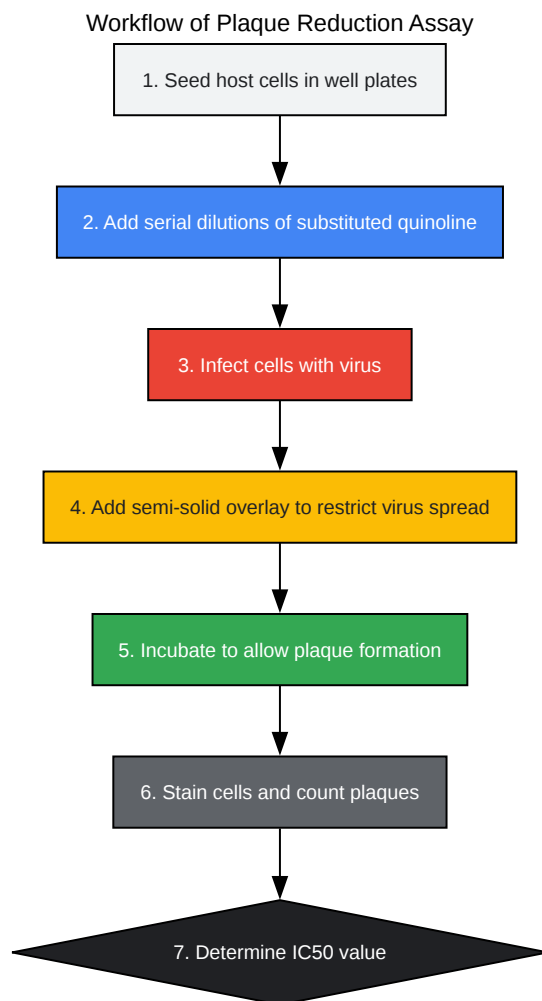 Workflow of Plaque Reduction Assay
1. Seed host cells in well plates
2. Add serial dilutions of substituted quinoline
3. Infect cells with virus
4. Add semi-solid overlay to restrict virus spread
5. Incubate to allow plaque formation
6. Stain cells and count plaques
7. Determine IC50 value